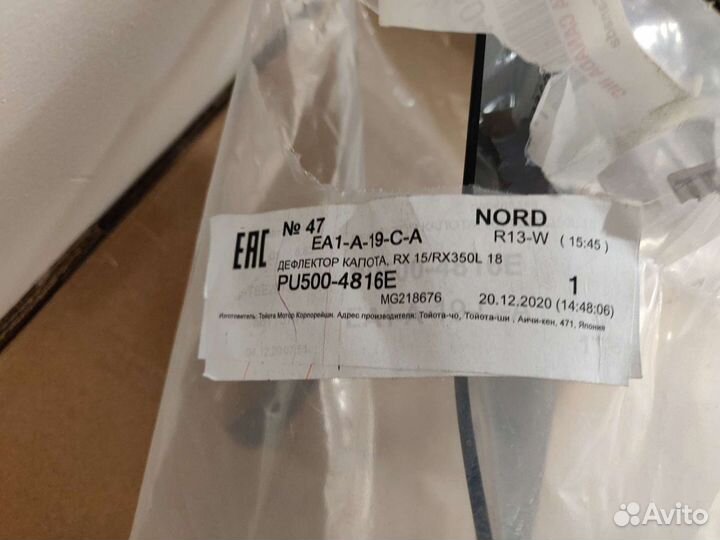 № 47
NORD
EAC
EA1-A-19-C-A
R13-W ( 15:45 )
ДЕФЛЕКТОР КАПОТА, RX 15/RX350L 18
PU500-4816E
1
MG218676
20.12.2020 (14:48:06)
Изготовитель: Тойота Мотор Корпорейшн. Адрес производителя: Тойота-чо, Тойота-ши , Аичи-кен, 471, Япония
Avito